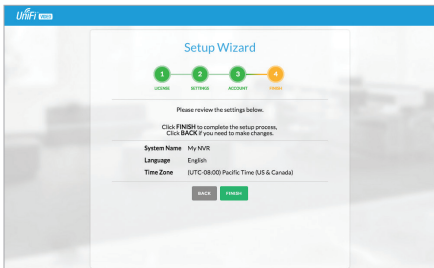 UniFi VIDEO
Setup Wizard
1 2 3 4
LICENSE SETTINGS ACCOUNT FINISH
Please review the settings below.
Click FINISH to complete the setup process,
Click BACK if you need to make changes.
System Name My NVR
Language English
Time Zone (UTC-08:00) Pacific Time (US & Canada)
BACK FINISH